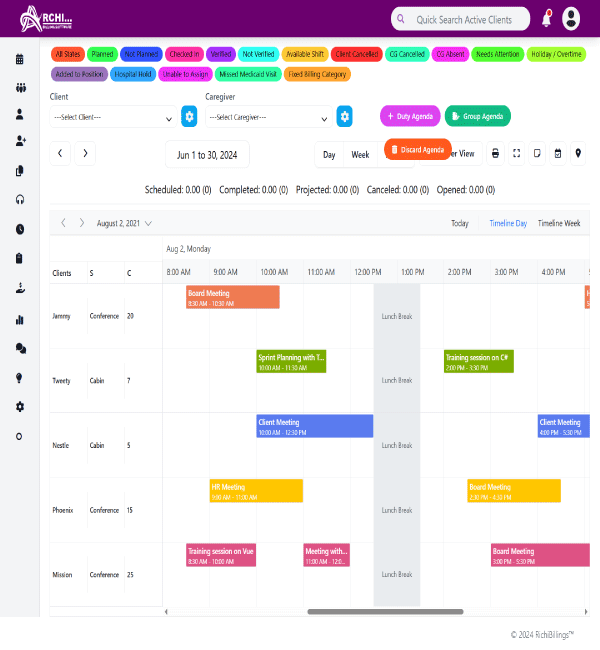 RCHI...
Quick Search Active Clients
All States Planned Not Planned Checked In Verified Not Verified Available Shift Client Cancelled CG Cancelled CG Absent Needs Attention Holiday / Overtime
Added to Position Hospital Hold Unable to Assign Missed Medicaid Visit Fixed Billing Category
Client Caregiver
---Select Client--- ---Select Caregiver--- + Duty Agenda Group Agenda
Discard Agenda
Jun 1 to 30, 2024 Day Week er View
Scheduled: 0.00 (0) Completed: 0.00 (0) Projected: 0.00 (0) Canceled: 0.00 (0) Opened: 0.00 (0)
August 2, 2021 Today Timeline Day Timeline Week
Aug 2, Monday
Clients S C 8:00 AM 9:00 AM 10:00 AM 11:00 AM 12:00 PM 1:00 PM 2:00 PM 3:00 PM 4:00 PM
Board Meeting
8:30 AM - 10:30 AM
Jammy Conference 20 Lunch Break
Sprint Planning with T... Training session on C#
10:00 AM - 11:30 AM 2:00 PM - 3:30 PM
Tweety Cabin 7 Lunch Break
Client Meeting Client Meeting
10:00 AM - 12:30 PM 4:00 PM - 5:30 PM
Nestle Cabin 5 Lunch Break
HR Meeting Board Meeting
9:00 AM - 11:00 AM 2:30 PM - 4:30 PM
Phoenix Conference 15 Lunch Break
Training session on Vue Meeting with... Board Meeting
8:30 AM - 10:00 AM 11:00 AM - 12:0... 3:00 PM - 5:30 PM
Mission Conference 25 Lunch Break
© 2024 RichiBillings™